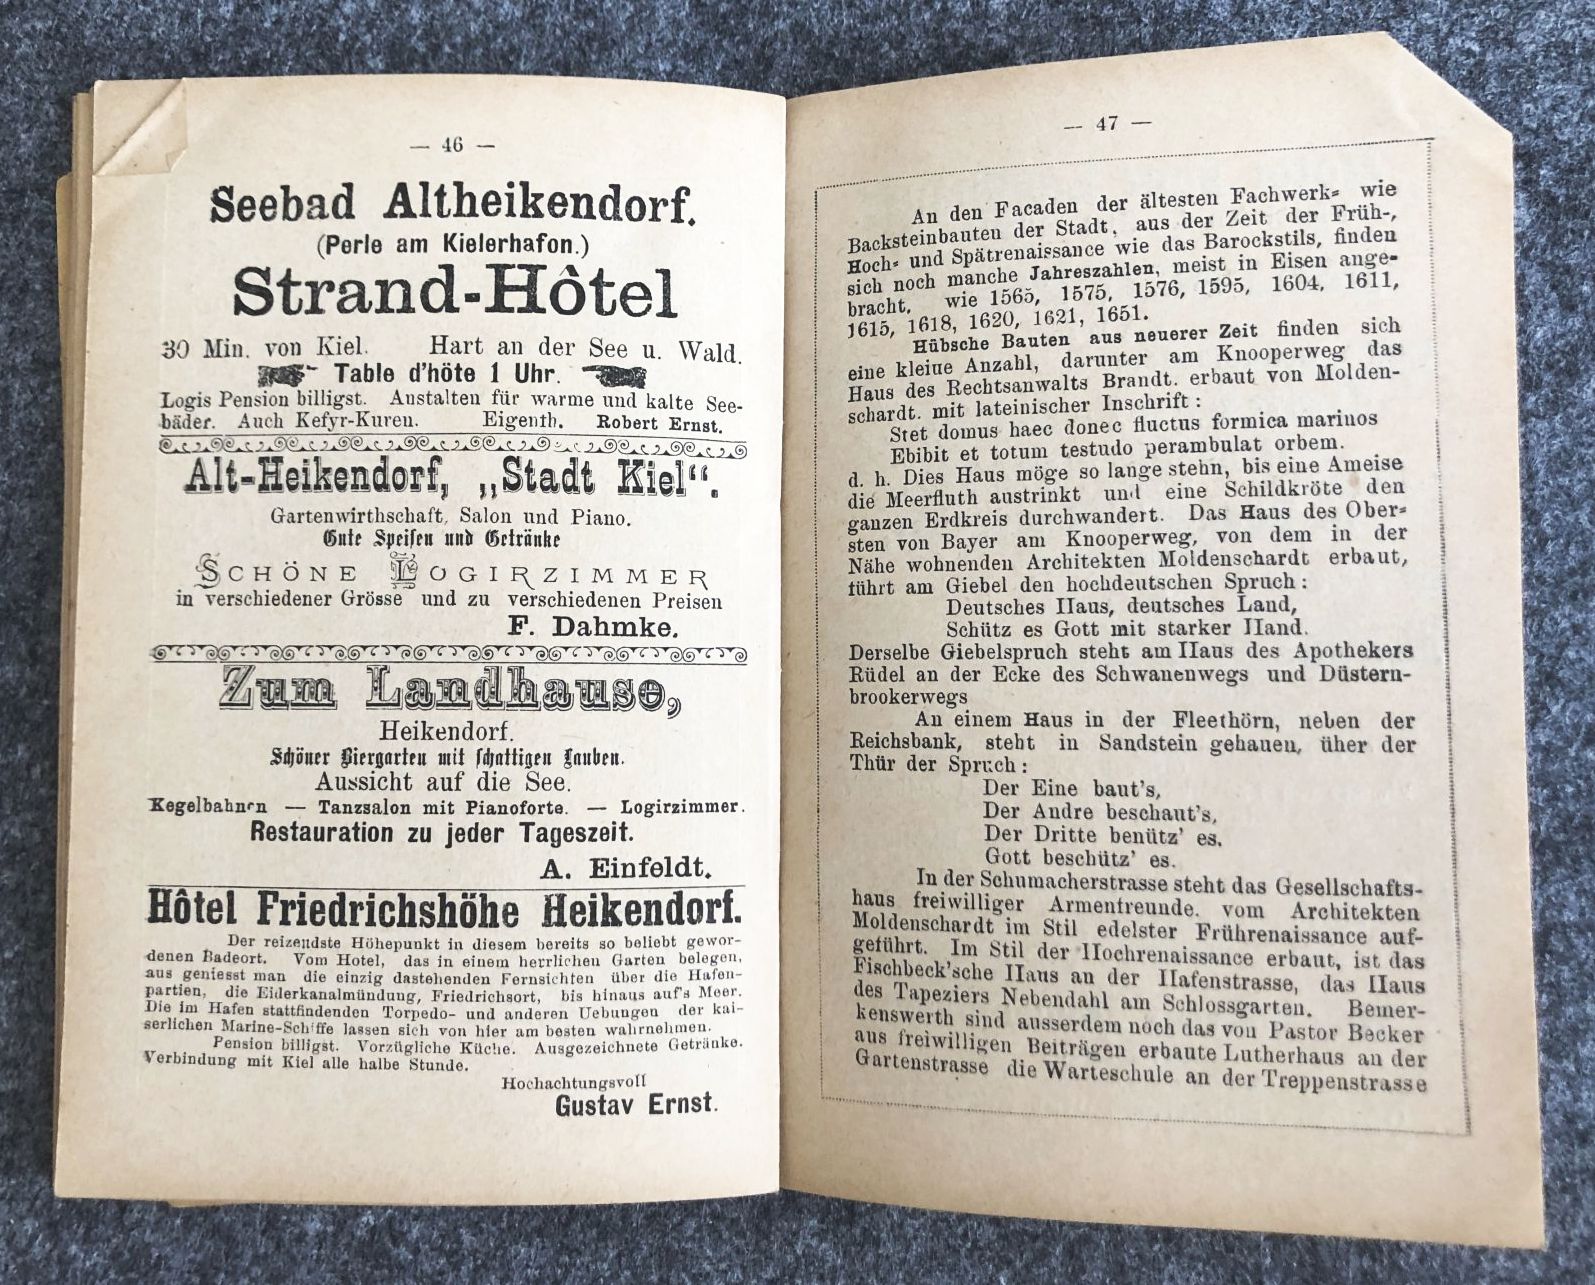 — 46 —
Seebad Altheikendorf.
(Perle am Kielerhafon.)
Strand-Hôtel
30 Min. von Kiel. Hart an der See u. Wald.
Table d'hôte 1 Uhr.
Logis Pension billigst. Anstalten für warme und kalte See-
bäder. Auch Kefyr-Kuren. Eigenth. Robert Ernst.
Alt-Heikendorf, „Stadt Kiel“.
Gartenwirthschaft, Salon und Piano.
Gute Speisen und Getränke
SCHÖNE LOGIRZIMMER
in verschiedener Grösse und zu verschiedenen Preisen
F. Dahmke.
Zum Landhause,
Heikendorf.
Schöner Biergarten mit schattigen Lauben.
Aussicht auf die See.
Kegelbahnen — Tanzsalon mit Pianoforte. — Logirzimmer.
Restauration zu jeder Tageszeit.
A. Einfeldt.
Hôtel Friedrichshöhe Heikendorf.
Der reizendste Höhepunkt in diesem bereits so beliebt gewor-
denen Badeort. Vom Hotel, das in einem herrlichen Garten belegen,
aus geniesst man die einzig dastehenden Fernsichten über die Hafen-
partien, die Eiderkanalmündung, Friedrichsort, bis hinaus auf's Meer.
Die im Hafen stattfindenden Torpedo- und anderen Uebungen der kai-
serlichen Marine-Schiffe lassen sich von hier am besten wahrnehmen.
Pension billigst. Vorzügliche Küche. Ausgezeichnete Getränke.
Verbindung mit Kiel alle halbe Stunde.
Hochachtungsvoll
Gustav Ernst.
— 47 —
An den Facaden der ältesten Fachwerk- wie
Backsteinbauten der Stadt, aus der Zeit der Früh-,
Hoch- und Spätrenaissance wie das Barockstils, finden
sich noch manche Jahreszahlen, meist in Eisen ange-
bracht, wie 1565, 1575, 1576, 1595, 1604, 1611,
1615, 1618, 1620, 1621, 1651.
Hübsche Bauten aus neuerer Zeit finden sich
eine kleine Anzahl, darunter am Knooperweg das
Haus des Rechtsanwalts Brandt, erbaut von Molden-
schardt, mit lateinischer Inschrift:
Stet domus haec donec fluctus formica marinos
Ebibit et totum testudo perambulat orbem.
d. h. Dies Haus möge so lange stehn, bis eine Ameise
die Meerfluth austrinkt und eine Schildkröte den
ganzen Erdkreis durchwandert. Das Haus des Ober-
sten von Bayer am Knooperweg, von dem in der
Nähe wohnenden Architekten Moldenschardt erbaut,
führt am Giebel den hochdeutschen Spruch:
Deutsches Haus, deutsches Land,
Schütz es Gott mit starker Hand.
Derselbe Giebelspruch steht am Haus des Apothekers
Rüdel an der Ecke des Schwanenwegs und Düstern-
brookerwegs
An einem Haus in der Fleethörn, neben der
Reichsbank, steht in Sandstein gehauen, über der
Thür der Spruch:
Der Eine baut's,
Der Andre beschaut's,
Der Dritte benütz' es,
Gott beschütz' es.
In der Schumacherstrasse steht das Gesellschafts-
haus freiwilliger Armenfreunde, vom Architekten
Moldenschardt im Stil edelster Frührenaissance auf-
geführt. Im Stil der Hochrenaissance erbaut, ist das
Fischbeck'sche Haus an der Hafenstrasse, das Haus
des Tapeziers Nebendahl am Schlossgarten. Bemer-
kenswerth sind ausserdem noch das von Pastor Becker
aus freiwilligen Beiträgen erbaute Lutherhaus an der
Gartenstrasse die Warteschule an der Treppenstrasse